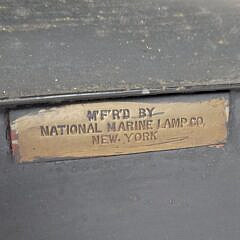 M'F'R'D BY
NATIONAL MARINE LAMP CO.
NEW YORK